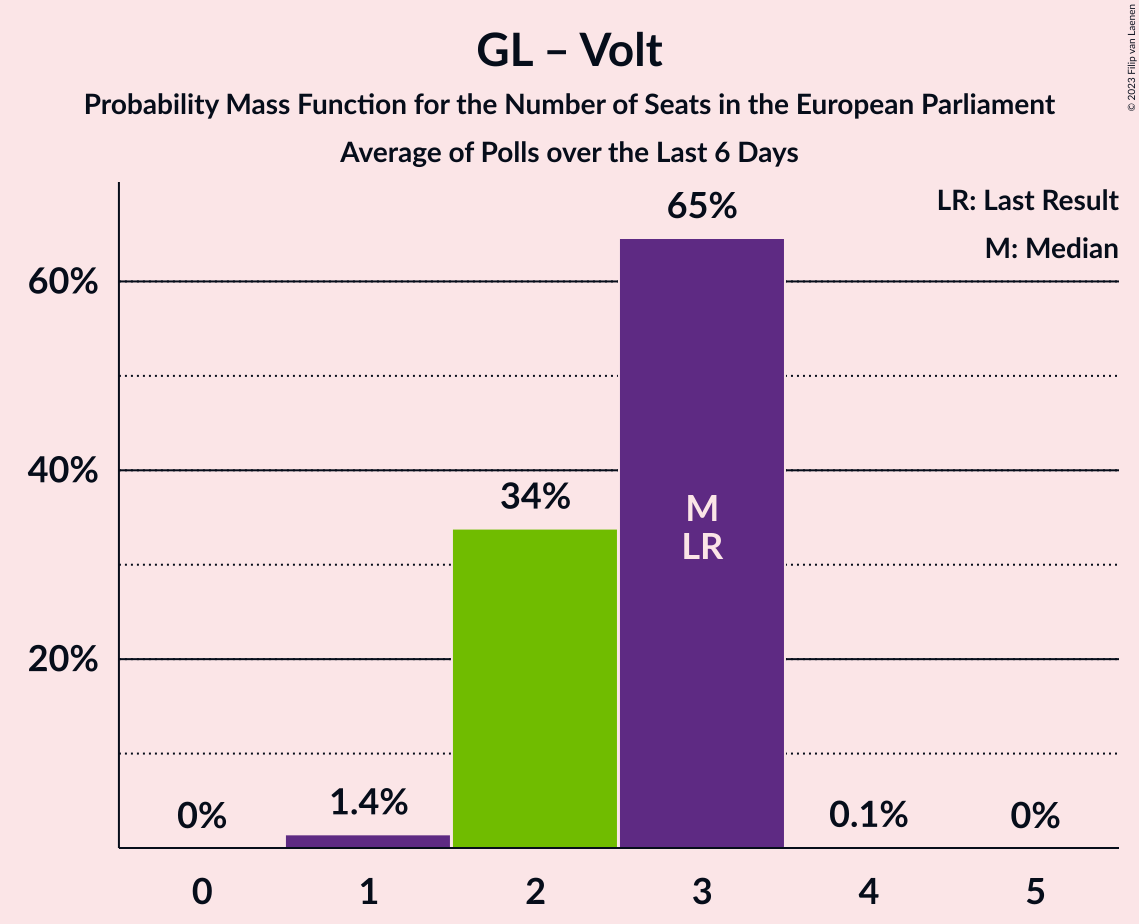 GL – Volt
Probability Mass Function for the Number of Seats in the European Parliament
Average of Polls over the Last 6 Days
© 2023 Filip van Laenen
LR: Last Result
M: Median
60%
40%
20%
0%
1.4%
34%
65%
M
LR
0.1%
0%
0
1
2
3
4
5